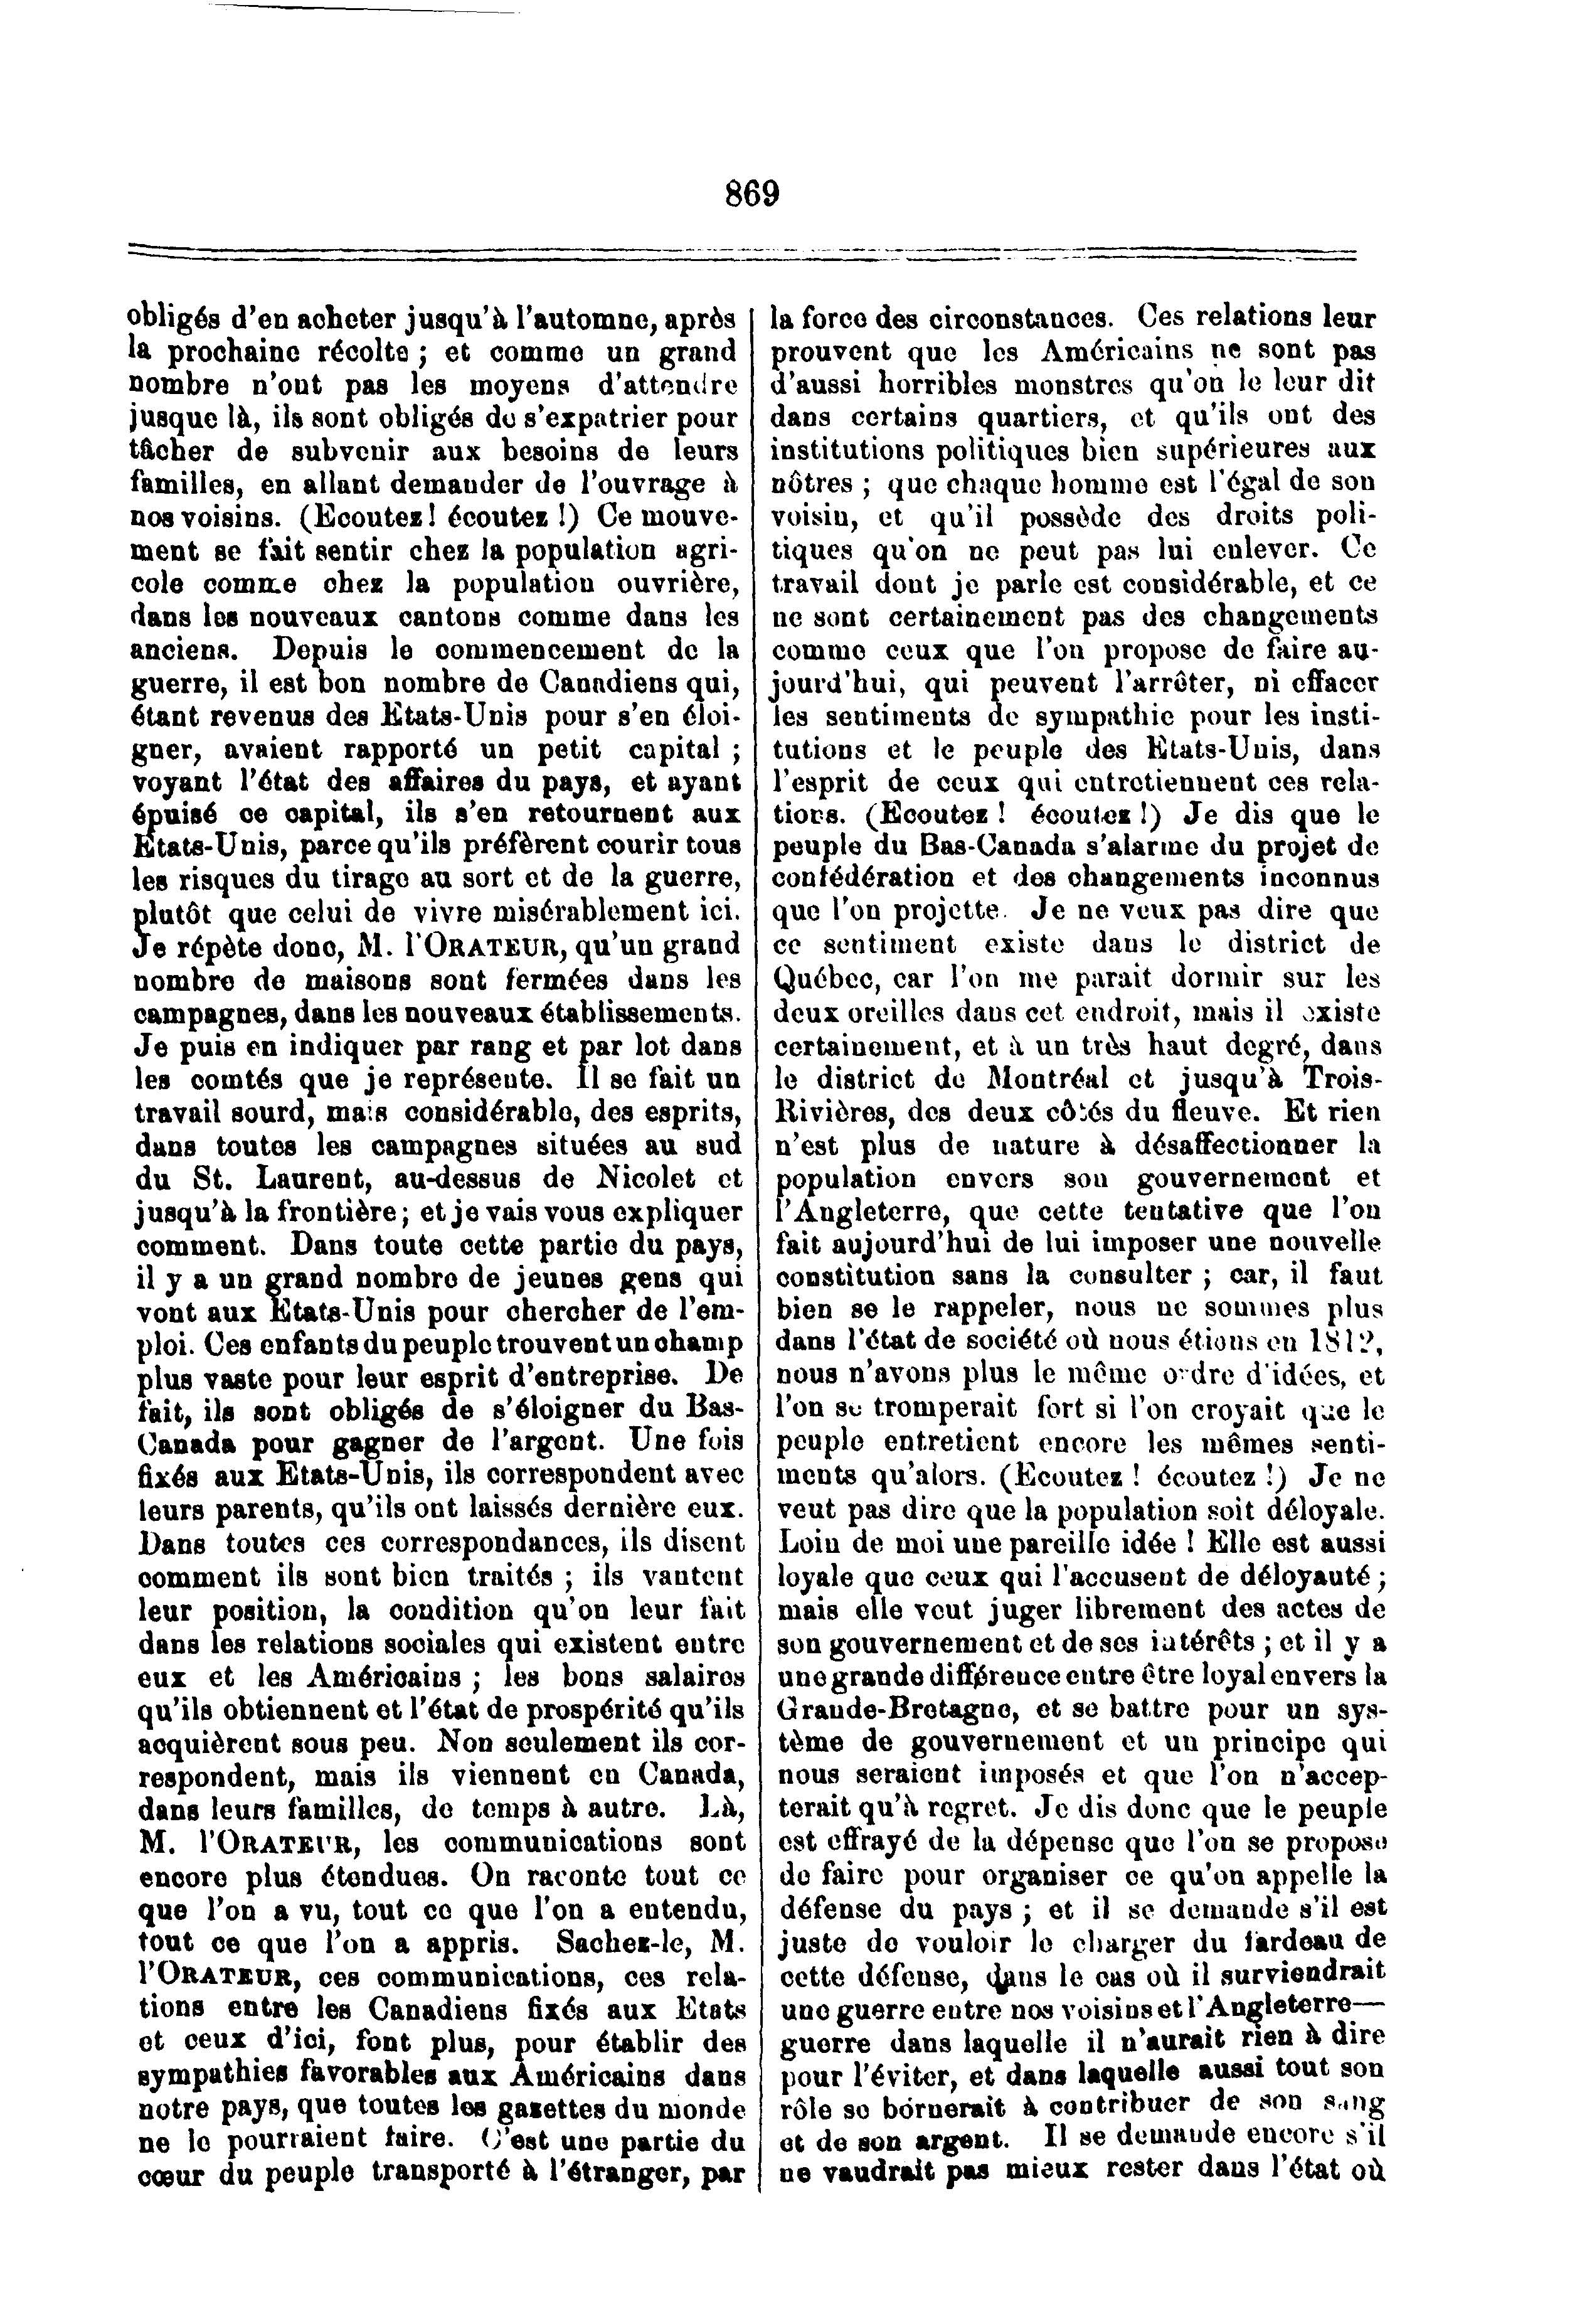 869
obligés d'en acheter jusqu'à l'automne, après
la prochaine récolte ; et comme un grand
nombre n'ont pas les moyens d'attendre
jusque là, ils sont obligés de s'expatrier pour
tâcher de subvenir aux besoins de leurs
familles, en allant demander de l'ouvrage à
nos voisins. (Ecoutez! écoutez !) Ce mouve-
ment se fait sentir chez la population agri-
cole comme chez la population ouvrière,
dans les nouveaux cantons comme dans les
anciens. Depuis le commencement de la
guerre, il est bon nombre de Canadiens qui,
étant revenus des Etats-Unis pour s'en éloi-
gner, avaient rapporté un petit capital ;
voyant l'état des affaires du pays, et ayant
épuisé ce capital, ils s'en retournent aux
Etats-Unis, parce qu'ils préfèrent courir tous
les risques du tirage au sort et de la guerre,
plutôt que celui de vivre misérablement ici.
Je répète donc, M. l'ORATEUR, qu'un grand
nombre de maisons sont fermées dans les
campagnes, dans les nouveaux établissements.
Je puis en indiquer par rang et par lot dans
les comtés que je représente. Il se fait un
travail sourd, mais considérable, des esprits,
dans toutes les campagnes situées au sud
du St. Laurent, au-dessus de Nicolet et
jusqu'à la frontière; et je vais vous expliquer
comment. Dans toute cette partie du pays,
il y a un grand nombre de jeunes gens qui
vont aux Etats-Unis pour chercher de l'em-
ploi. Ces enfants du peuple trouvent un champ
plus vaste pour leur esprit d'entreprise. De
fait, ils sont obligés de s'éloigner du Bas-
Canada pour gagner de l'argent. Une fois
fixés aux Etats-Unis, ils correspondent avec
leurs parents, qu'ils ont laissés dernière eux.
Dans toutes ces correspondances, ils disent
comment ils sont bien traités ; ils vantent
leur position, la condition qu'on leur fait
dans les relations sociales qui existent entre
eux et les Américains ; les bons salaires
qu'ils obtiennent et l'état de prospérité qu'ils
acquièrent sous peu. Non seulement ils cor-
respondent, mais ils viennent en Canada,
dans leurs familles, de temps à autre. Là,
M. l'ORATEUR, les communications sont
encore plus étendues. On raconte tout ce
que l'on a vu, tout ce que l'on a entendu,
tout ce que l'on a appris. Sachez-le, M.
l'ORATEUR, ces communications, ces rela-
tions entre les Canadiens fixés aux Etats
et ceux d'ici, font plus, pour établir des
sympathies favorables aux Américains dans
notre pays, que toutes les gazettes du monde
ne le pourraient faire. C'est une partie du
cœur du peuple transporté à l'étranger, par
la force des circonstances. Ces relations leur
prouvent que les Américains ne sont pas
d'aussi horribles monstres qu'on le leur dit
dans certains quartiers, et qu'ils ont des
institutions politiques bien supérieures aux
nôtres ; que chaque homme est l'égal de son
voisin, et qu'il possède des droits poli-
tiques qu'on ne peut pas lui enlever. Ce
travail dont je parle est considérable, et ce
ne sont certainement pas des changements
comme ceux que l'on propose de faire au-
jourd'hui, qui peuvent l'arrêter, ni effacer
les sentiments de sympathie pour les insti-
tutions et le peuple des Etats-Unis, dans
l'esprit de ceux qui entretiennent ces rela-
tions. (Ecoutez ! écoutez !) Je dis que le
peuple du Bas-Canada s'alarme du projet de
confédération et des changements inconnus
que l'on projette. Je ne veux pas dire que
ce sentiment existe dans le district de
Québec, car l'on me parait dormir sur les
deux oreilles dans cet endroit, mais il existe
certainement, et à un très haut degré, dans
le district de Montréal et jusqu'à Trois-
Rivières, des deux côtés du fleuve. Et rien
n'est plus de nature à désaffectionner la
population envers son gouvernement et
l'Angleterre, que cette tentative que l'on
fait aujourd'hui de lui imposer une nouvelle
constitution sans la consulter ; car, il faut
bien se le rappeler, nous ne sommes plus
dans l'état de société où nous étions en 1812,
nous n'avons plus le même ordre d'idées, et
l'on se tromperait fort si l'on croyait que le
peuple entretient encore les mêmes senti-
ments qu'alors. (Ecoutez ! écoutez !) Je ne
veut pas dire que la population soit déloyale.
Loin de moi une pareille idée ! Elle est aussi
loyale que ceux qui l'accusent de déloyauté ;
mais elle veut juger librement des actes de
son gouvernement et de ses intérêts ; et il y a
une grande différence entre être loyal envers la
Grande-Bretagne, et se battre pour un sys-
tème de gouvernement et un principe qui
nous seraient imposés et que l'on n'accep-
terait qu'à regret. Je dis donc que le peuple
est effrayé de la dépense que l'on se propose
de faire pour organiser ce qu'on appelle la
défense du pays ; et il se demande s'il est
juste de vouloir le charger du fardeau de
cette défense, dans le cas où il surviendrait
une guerre entre nos voisins et l'Angleterre—
guerre dans laquelle il n'aurait rien à dire
pour l'éviter, et dans laquelle aussi tout son
rôle se bornerait à contribuer de son sang
et de son argent. Il se demande encore s'il
ne vaudrait pas mieux rester dans l'état où